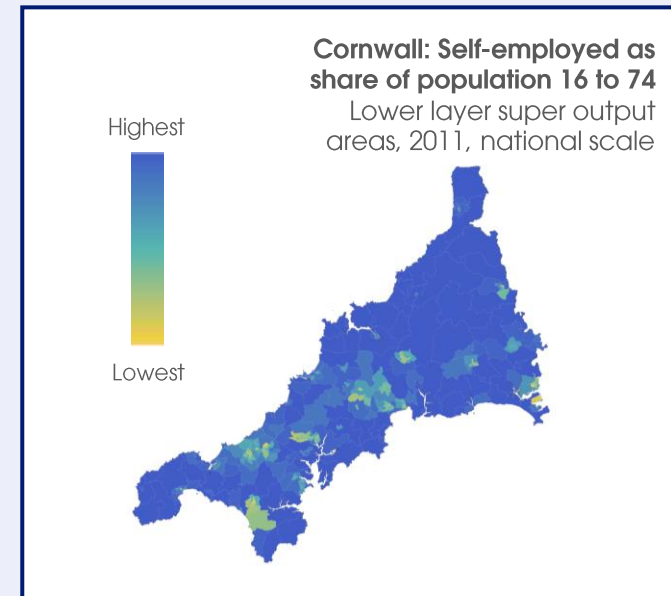 Cornwall: Self-employed as
share of population 16 to 74
Lower layer super output
areas, 2011, national scale
Highest
Lowest